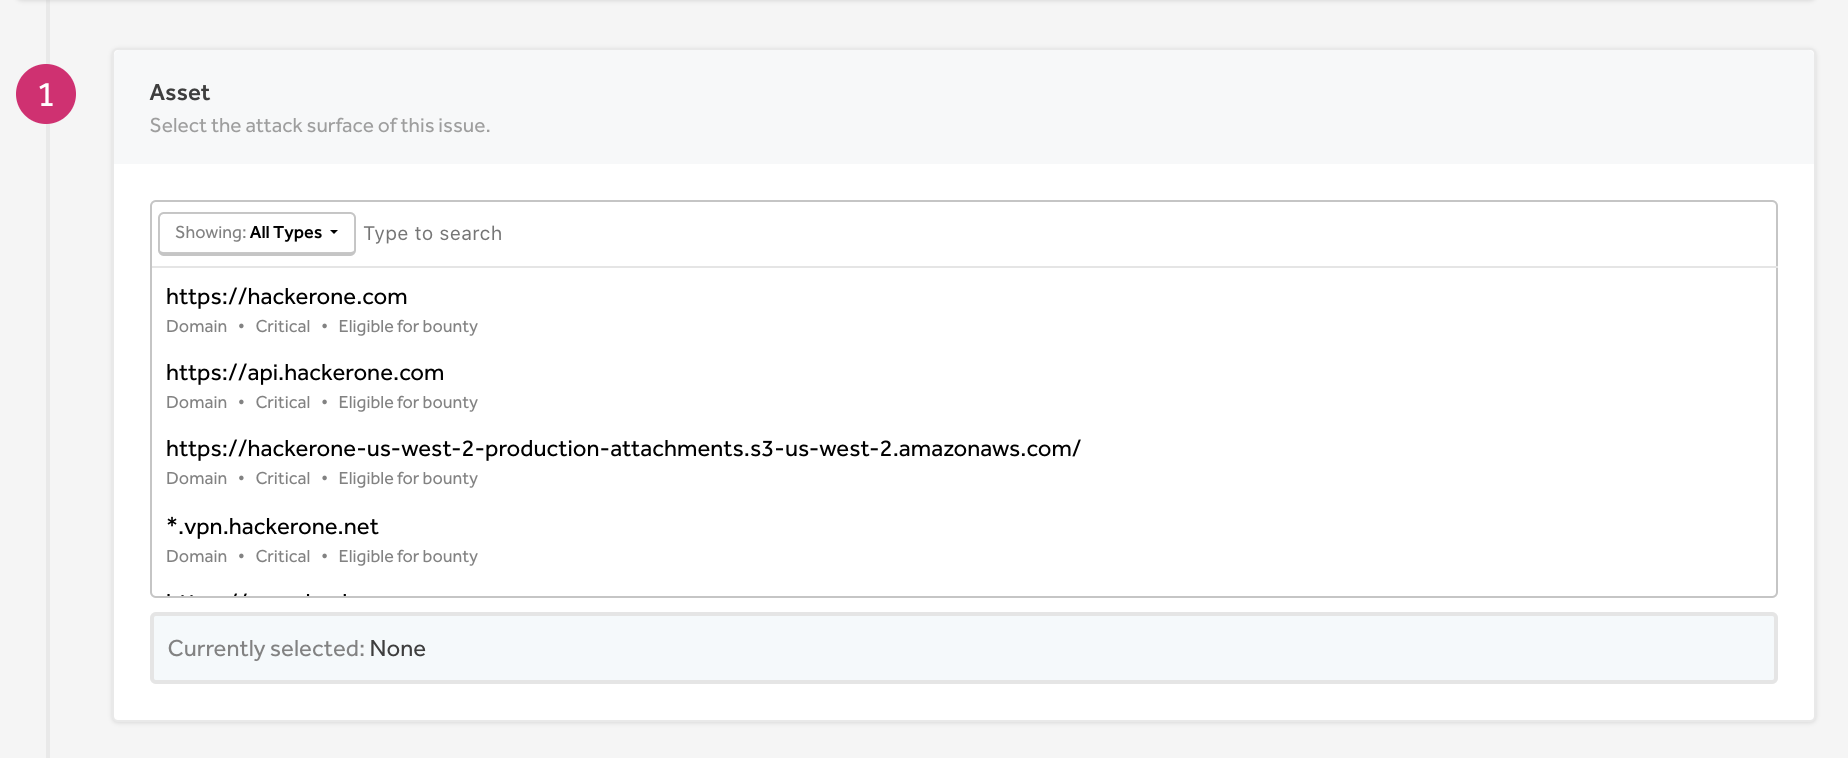 1
Asset
Select the attack surface of this issue.
Showing: All Types Type to search
https://hackerone.com
Domain • Critical • Eligible for bounty
https://api.hackerone.com
Domain • Critical • Eligible for bounty
https://hackerone-us-west-2-production-attachments.s3-us-west-2.amazonaws.com/
Domain • Critical • Eligible for bounty
*.vpn.hackerone.net
Domain • Critical • Eligible for bounty
Currently selected: None